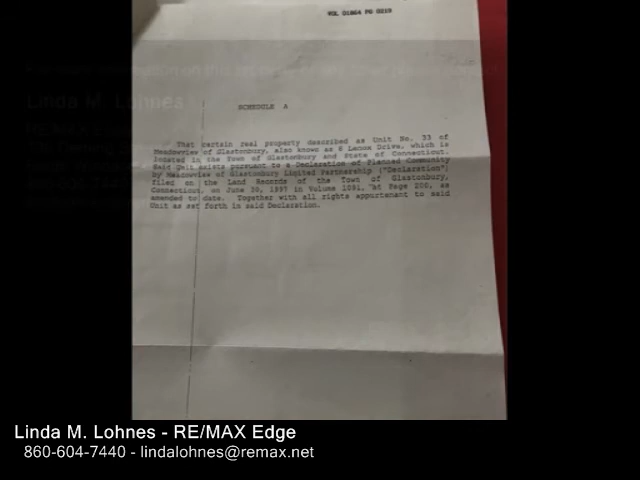 VOL 01864 PG 0219
Linda M. Lohnes
SCHEDULE A
That certain real property described as Unit No. 33 of
Meadowview of Glastonbury, also known as 6 Lenox Drive, which is
located in the Town of Glastonbury and State of Connecticut.
Said Unit exists pursuant to a Declaration of Planned Community
by Meadowview of Glastonbury Limited Partnership ("Declaration",
filed on the Land Records of the Town of Glastonbury,
Connecticut, on June 30, 1997 in Volume 1091, at Page 200, as
amended to date. Together with all rights appurtenant to said
Unit as set forth in said Declaration.
Linda M. Lohnes - RE/MAX Edge
860-604-7440 - lindalohnes@remax.net